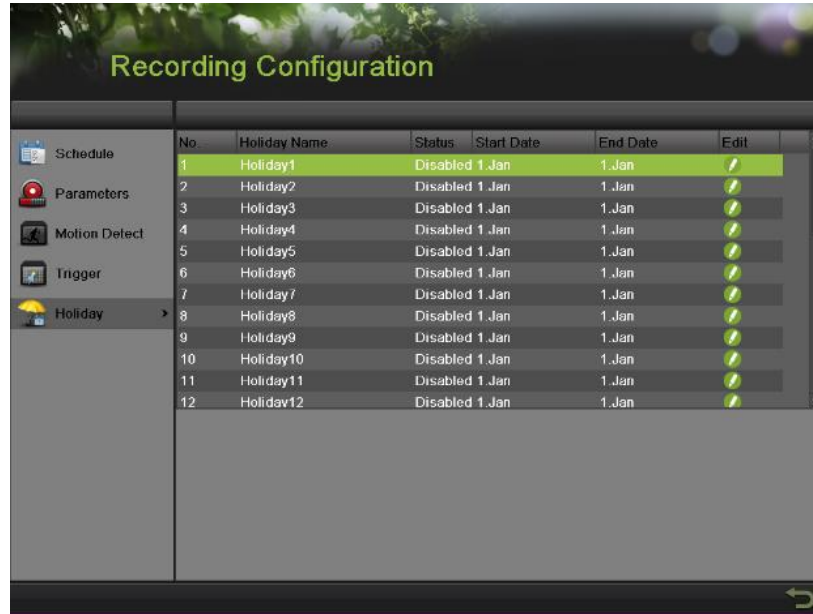 Recording Configuration
Schedule
Parameters
Motion Detect
Trigger
Holiday
No. Holiday Name Status Start Date End Date Edit
1 Holiday1 Disabled 1.Jan 1.Jan
2 Holiday2 Disabled 1.Jan 1.Jan
3 Holiday3 Disabled 1.Jan 1.Jan
4 Holiday4 Disabled 1.Jan 1.Jan
5 Holiday5 Disabled 1.Jan 1.Jan
6 Holiday6 Disabled 1.Jan 1.Jan
7 Holiday7 Disabled 1.Jan 1.Jan
8 Holiday8 Disabled 1.Jan 1.Jan
9 Holiday9 Disabled 1.Jan 1.Jan
10 Holiday10 Disabled 1.Jan 1.Jan
11 Holiday11 Disabled 1.Jan 1.Jan
12 Holiday12 Disabled 1.Jan 1.Jan